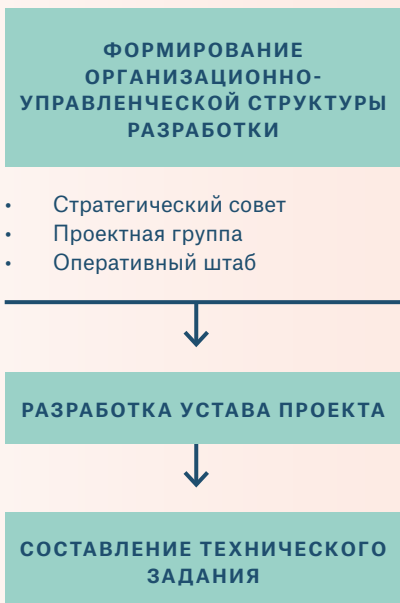 ФОРМИРОВАНИЕ
ОРГАНИЗАЦИОННО-
УПРАВЛЕНЧЕСКОЙ СТРУКТУРЫ
РАЗРАБОТКИ
• Стратегический совет
• Проектная группа
• Оперативный штаб
РАЗРАБОТКА УСТАВА ПРОЕКТА
СОСТАВЛЕНИЕ ТЕХНИЧЕСКОГО
ЗАДАНИЯ